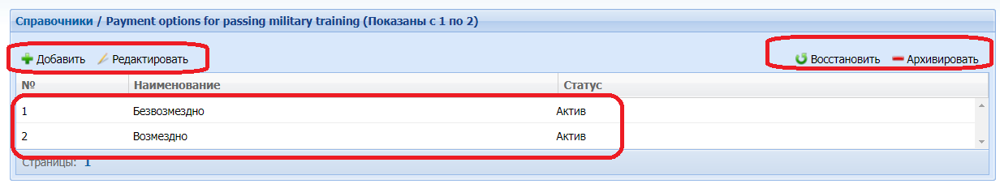 Справочники / Payment options for passing military training (Показаны с 1 по 2)
Добавить Редактировать Восстановить Архивировать
№ Наименование Статус
1 Безвозмездно Актив
2 Возмездно Актив
Страницы: 1